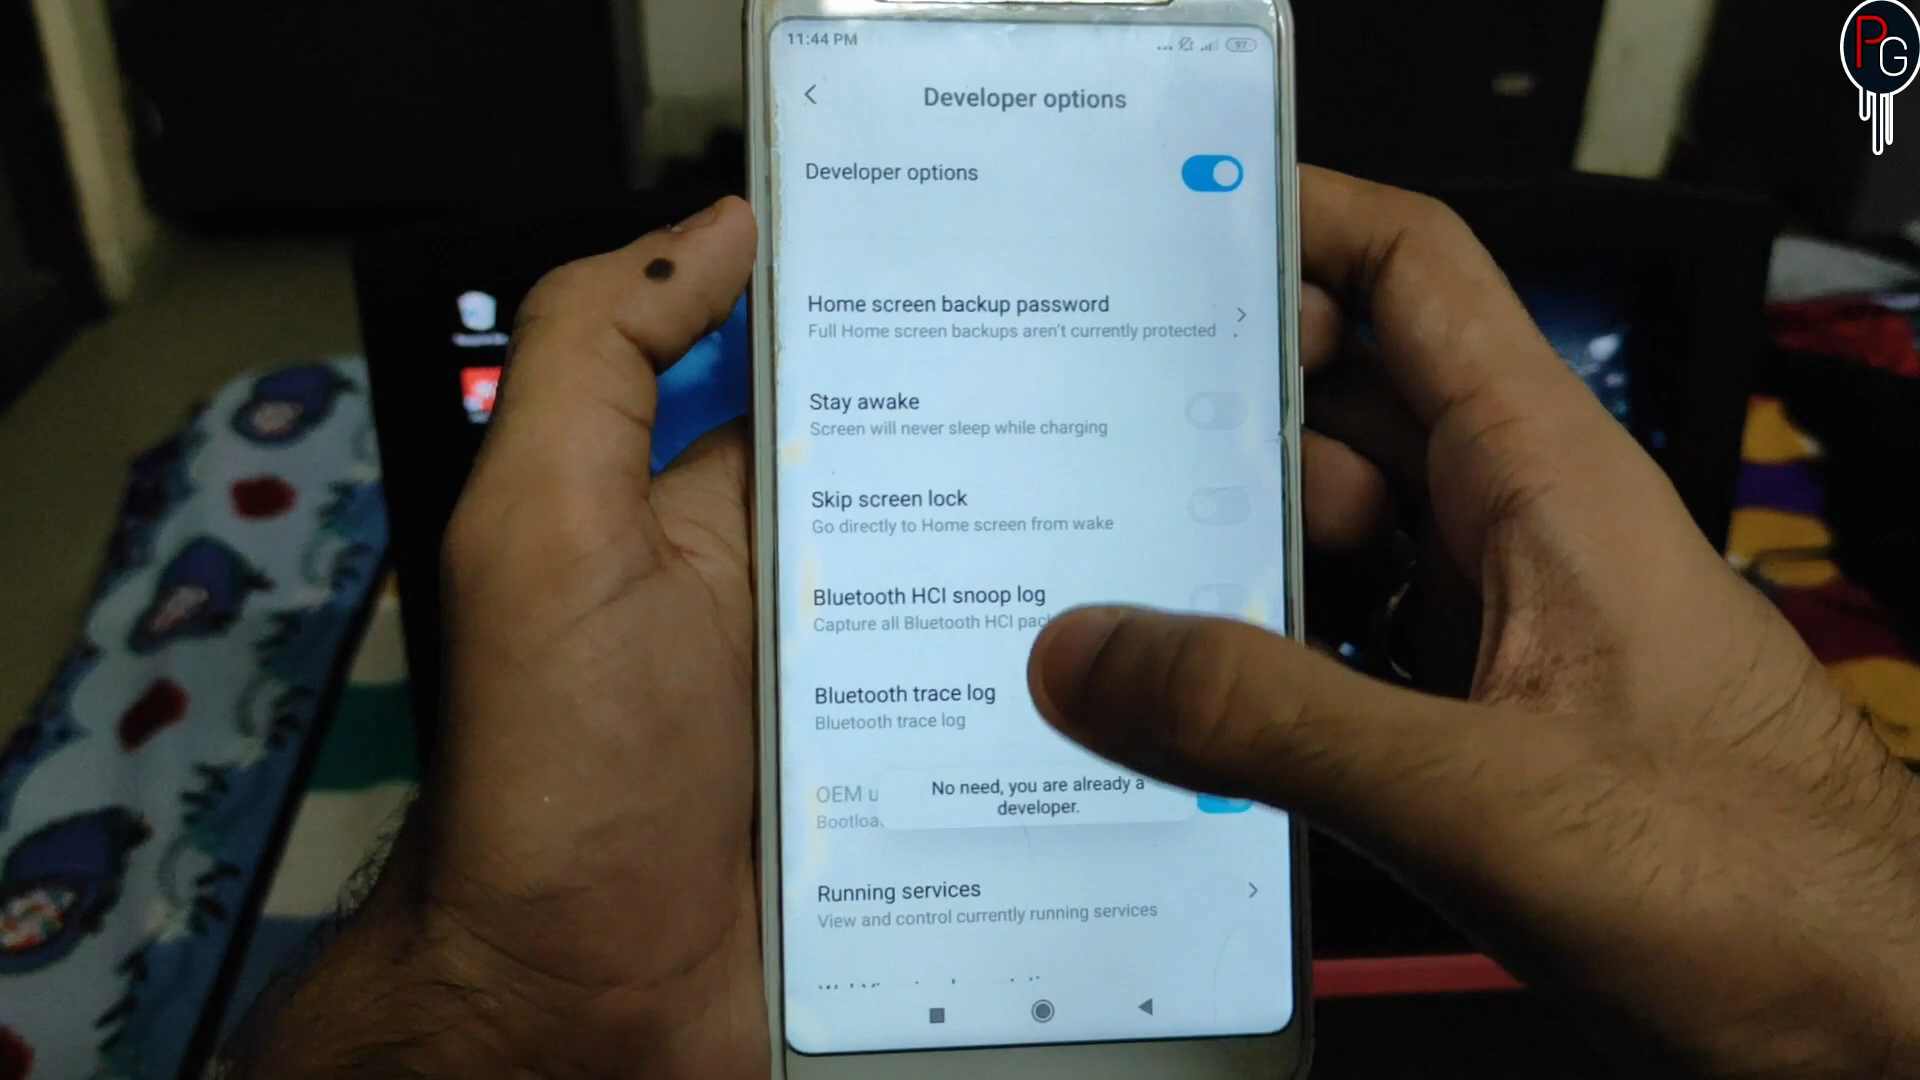 11:44 PM
97
Developer options
Developer options
Home screen backup password
Full Home screen backups aren't currently protected
Stay awake
Screen will never sleep while charging
Skip screen lock
Go directly to Home screen from wake
Bluetooth HCI snoop log
Capture all Bluetooth HCI
Bluetooth trace log
Bluetooth trace log
OEM
No need, you are already a
developer.
Running services
View and control currently running services
PG